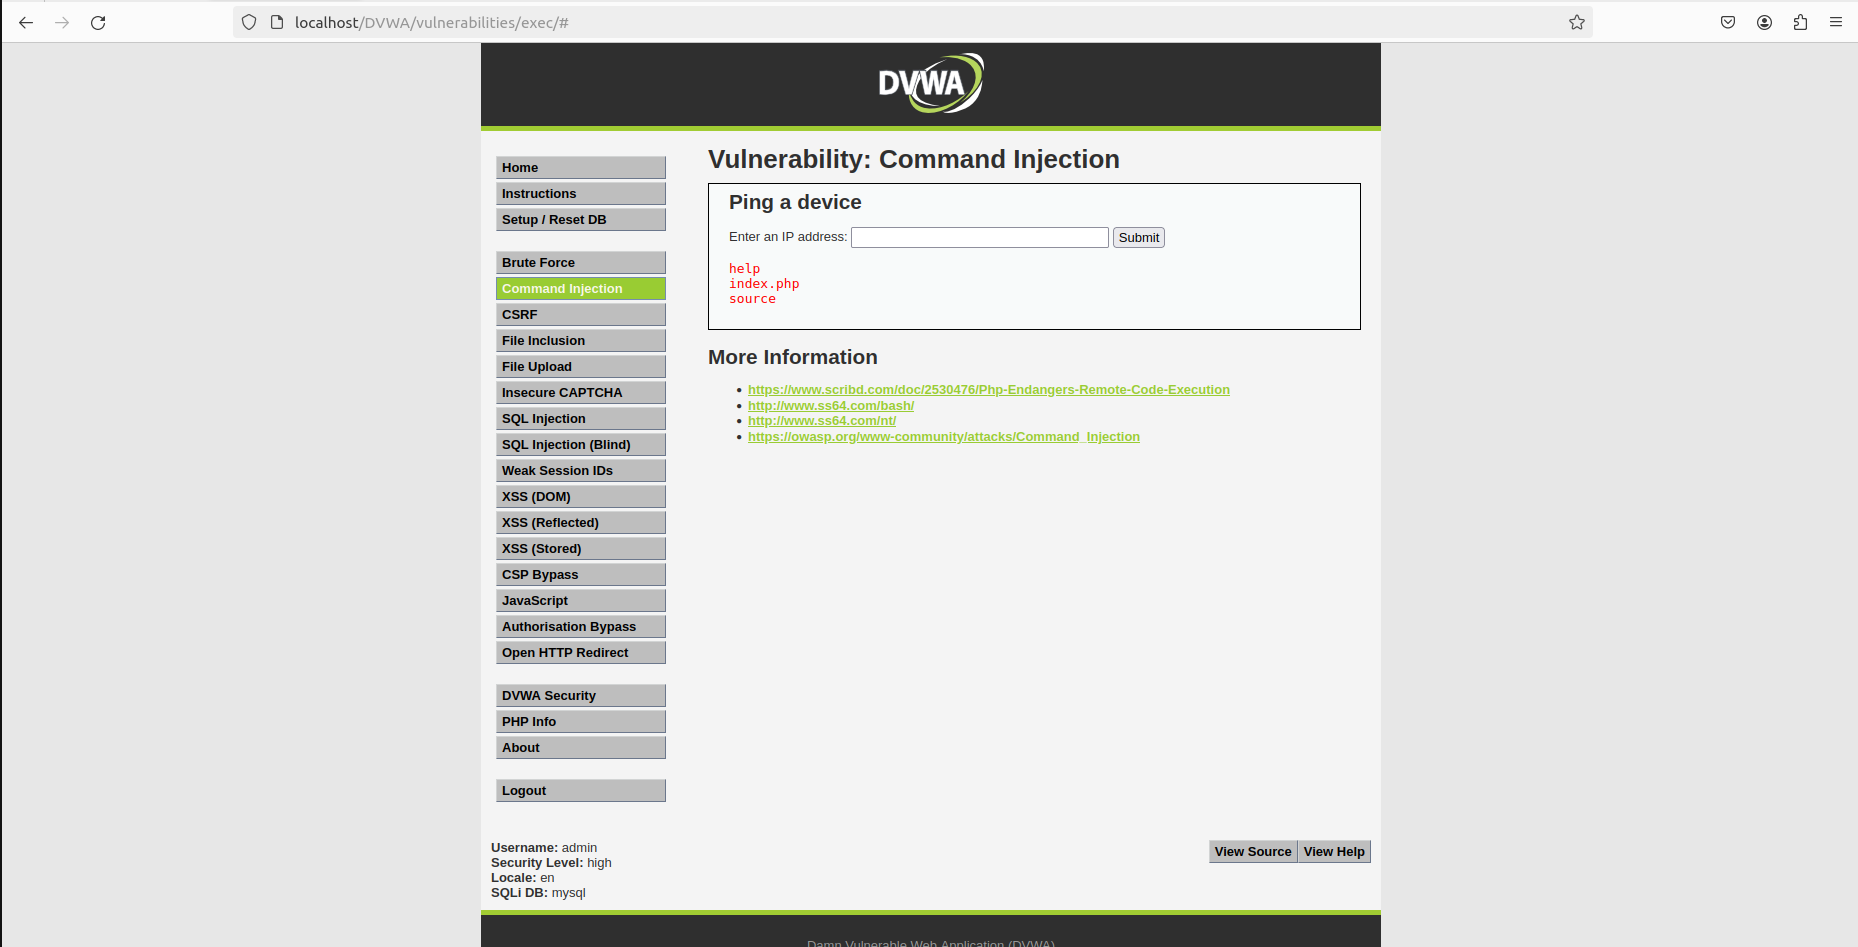 localhost/DVWA/vulnerabilities/exec/#
DVWA
Home
Instructions
Setup / Reset DB
Brute Force
Command Injection
CSRF
File Inclusion
File Upload
Insecure CAPTCHA
SQL Injection
SQL Injection (Blind)
Weak Session IDs
XSS (DOM)
XSS (Reflected)
XSS (Stored)
CSP Bypass
JavaScript
Authorisation Bypass
Open HTTP Redirect
DVWA Security
PHP Info
About
Logout
Vulnerability: Command Injection
Ping a device
Enter an IP address: Submit
help
index.php
source
More Information
https://www.scribd.com/doc/2530476/Php-Endangers-Remote-Code-Execution
http://www.ss64.com/bash/
http://www.ss64.com/nt/
https://owasp.org/www-community/attacks/Command_Injection
Username: admin
Security Level: high
Locale: en
SQLi DB: mysql
View Source View Help
Damn Vulnerable Web Application (DVWA)